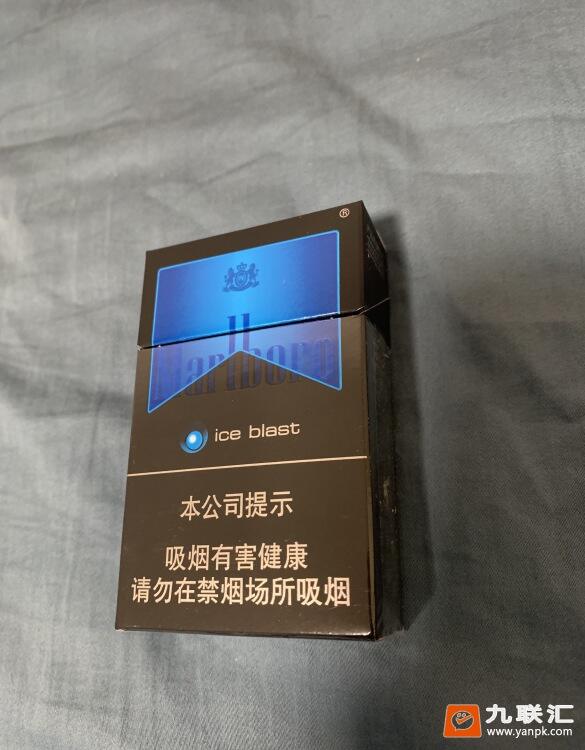 ®
Marlboro
ice blast
本公司提示
吸烟有害健康
请勿在禁烟场所吸烟
九联汇
www.yanpk.com